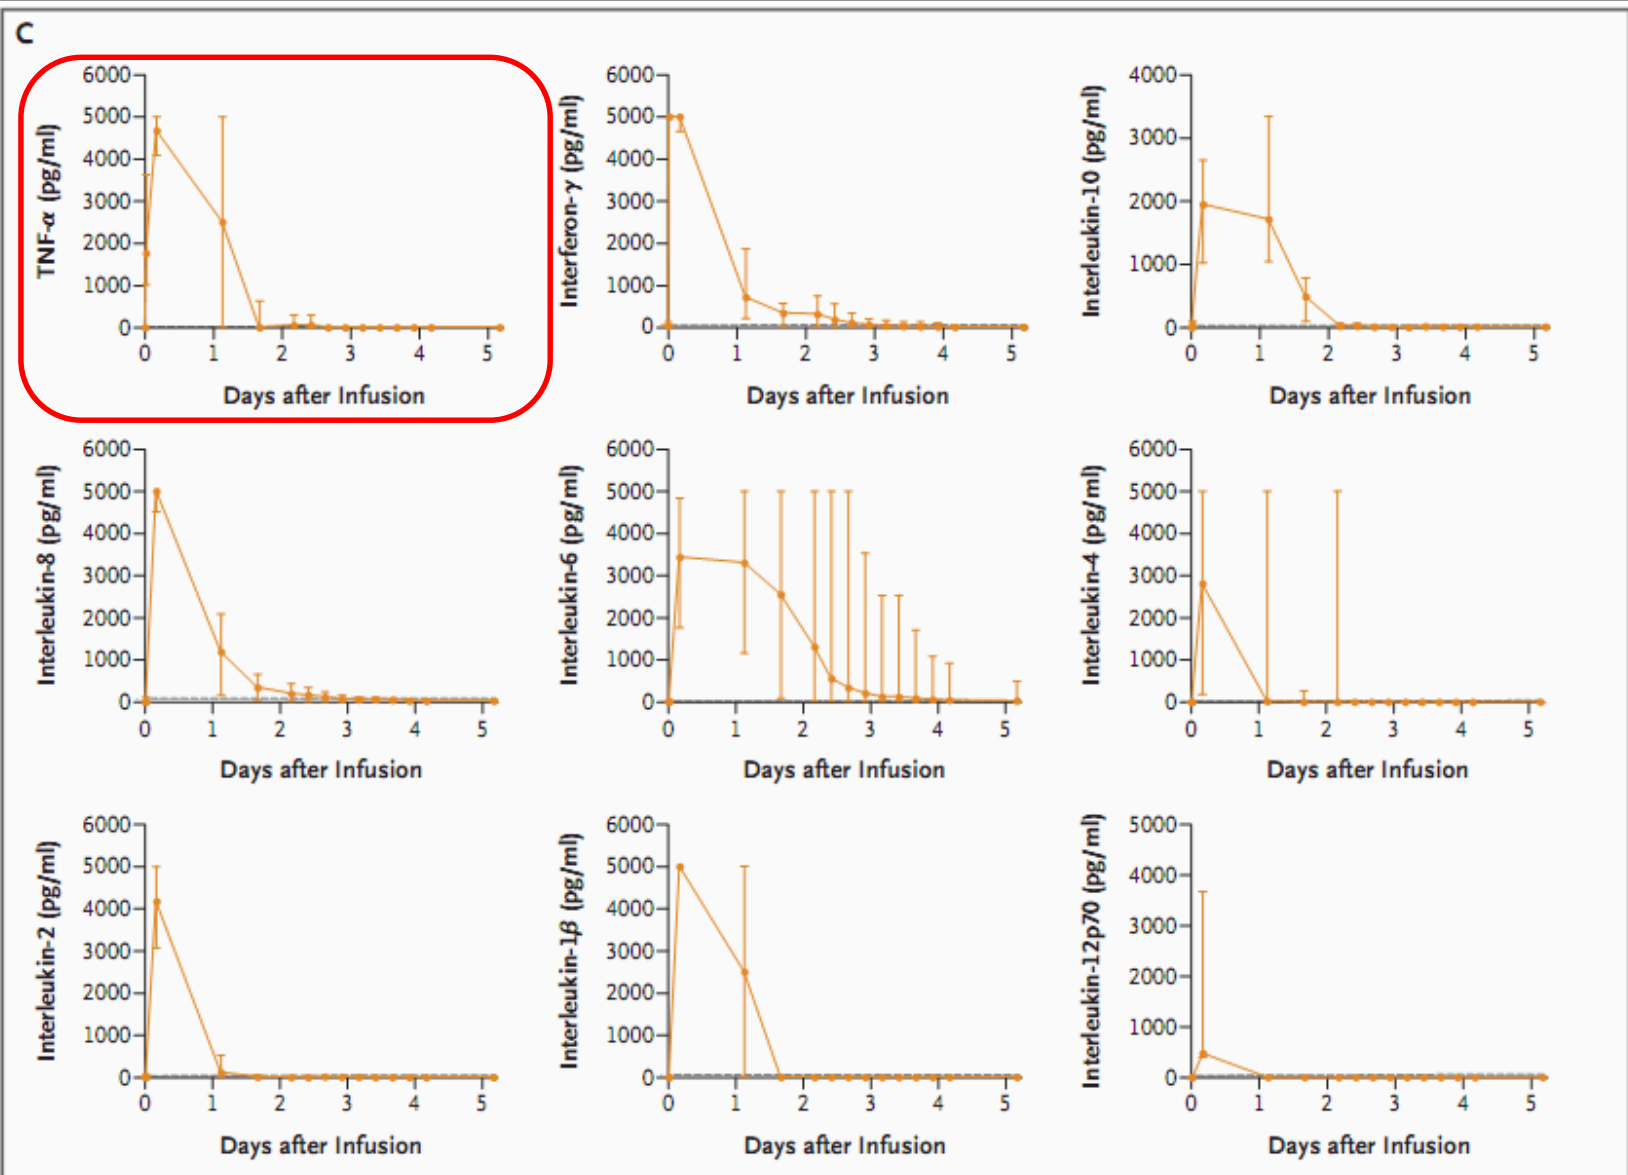 C
TNF-α (pg/ml)
6000
5000
4000
3000
2000
1000
0
0 1 2 3 4 5
Days after Infusion
Interferon-γ (pg/ml)
6000
5000
4000
3000
2000
1000
0
0 1 2 3 4 5
Days after Infusion
Interleukin-10 (pg/ml)
4000
3000
2000
1000
0
0 1 2 3 4 5
Days after Infusion
Interleukin-8 (pg/ml)
6000
5000
4000
3000
2000
1000
0
0 1 2 3 4 5
Days after Infusion
Interleukin-6 (pg/ml)
6000
5000
4000
3000
2000
1000
0
0 1 2 3 4 5
Days after Infusion
Interleukin-4 (pg/ml)
6000
5000
4000
3000
2000
1000
0
0 1 2 3 4 5
Days after Infusion
Interleukin-2 (pg/ml)
6000
5000
4000
3000
2000
1000
0
0 1 2 3 4 5
Days after Infusion
Interleukin-1β (pg/ml)
6000
5000
4000
3000
2000
1000
0
0 1 2 3 4 5
Days after Infusion
Interleukin-12p70 (pg/ml)
5000
4000
3000
2000
1000
0
0 1 2 3 4 5
Days after Infusion